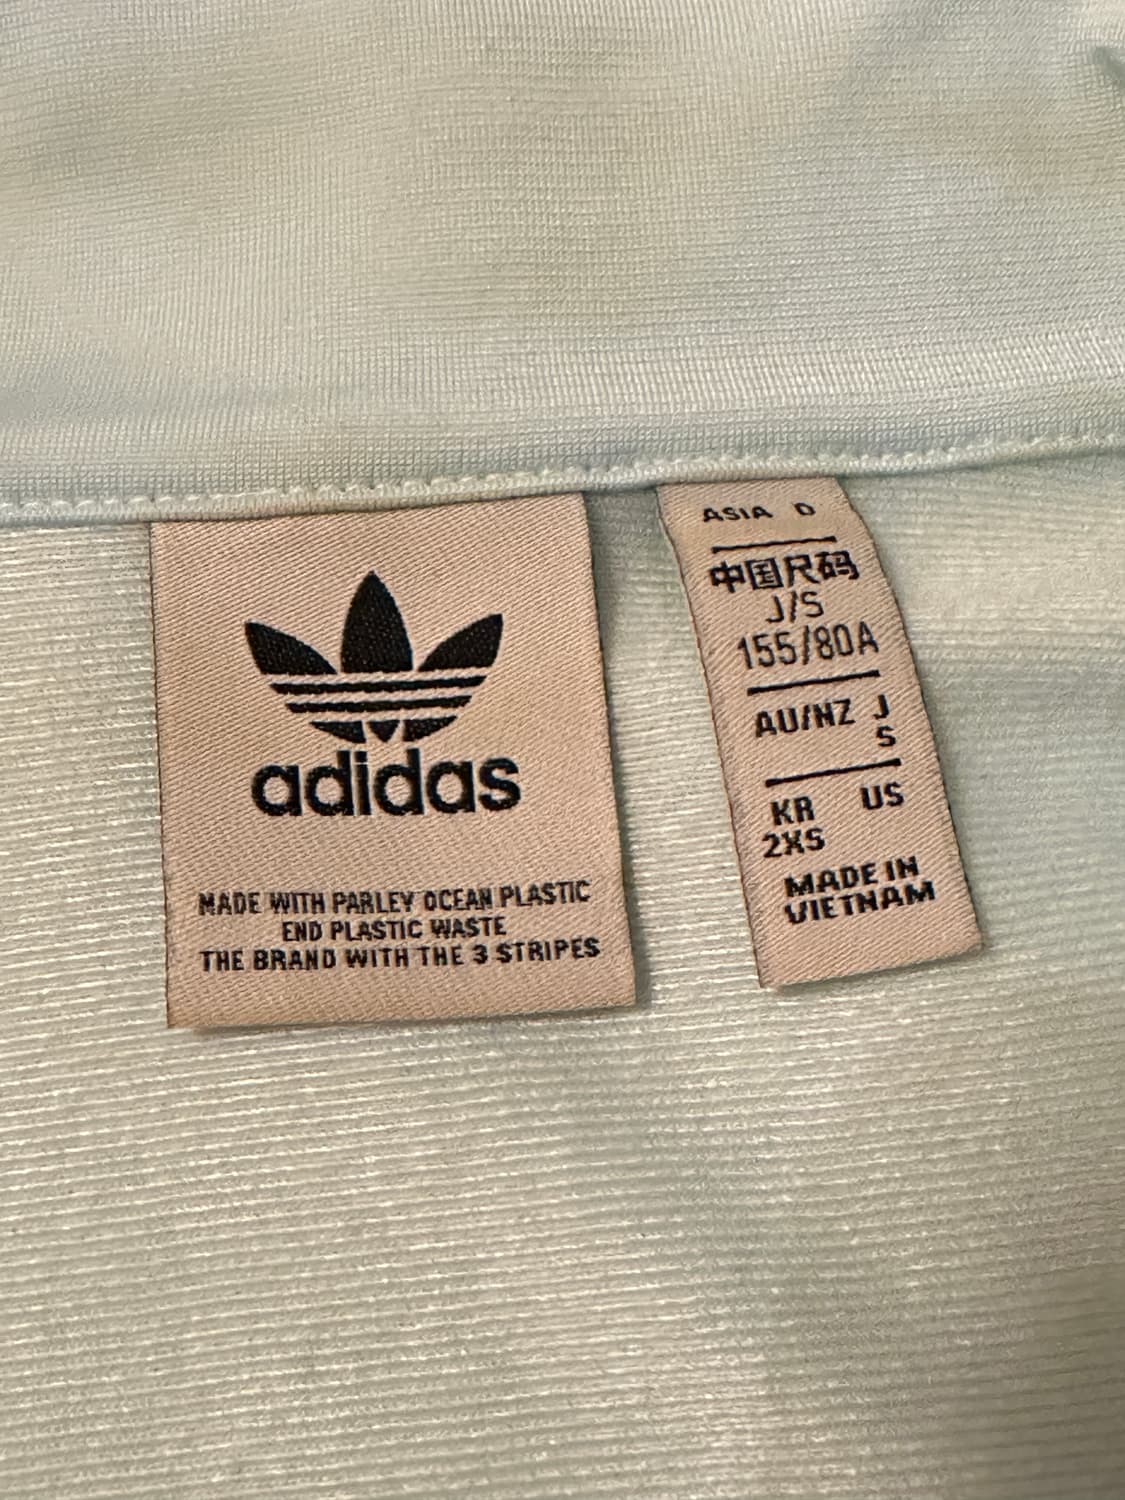 adidas
MADE WITH PARLEY OCEAN PLASTIC
END PLASTIC WASTE
THE BRAND WITH THE 3 STRIPES
ASIA D
中国尺码
J/S
155/80A
AU/NZ J
S
KR US
2XS
MADE IN
VIETNAM